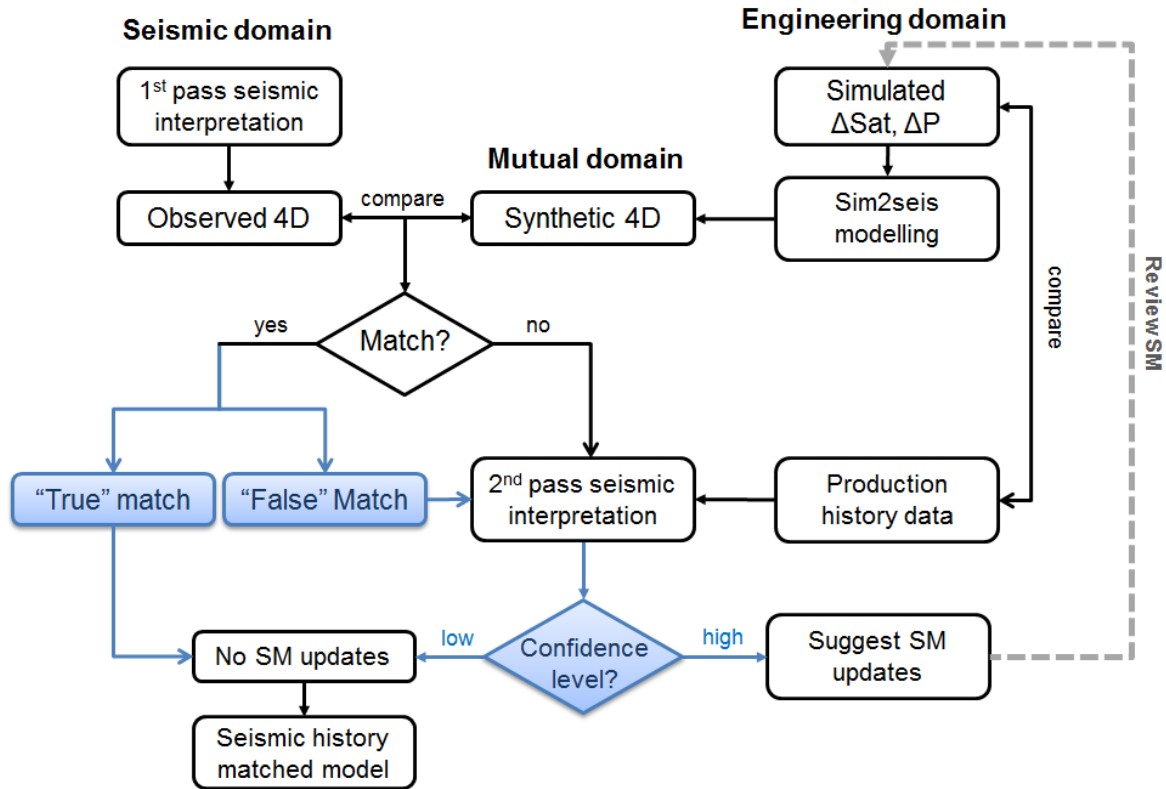 Seismic domain
Engineering domain
1st pass seismic
interpretation
Simulated
ΔSat, ΔP
Mutual domain
Observed 4D
compare
Synthetic 4D
Sim2seis
modelling
Review SM
compare
yes
Match?
no
"True" match
"False" Match
2nd pass seismic
interpretation
Production
history data
No SM updates
low
Confidence
level?
high
Suggest SM
updates
Seismic history
matched model